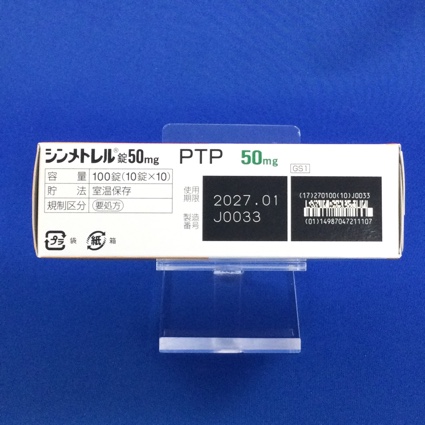 シンメトレル®錠50mg PTP 50mg
容量 100錠(10錠×10)
貯法 室温保存
規制区分 要処方
使用期限 2027.01
製造番号 J0033
GS1
(17)270100(10)J0033
(01)14987047211107
プラ 袋 紙 箱